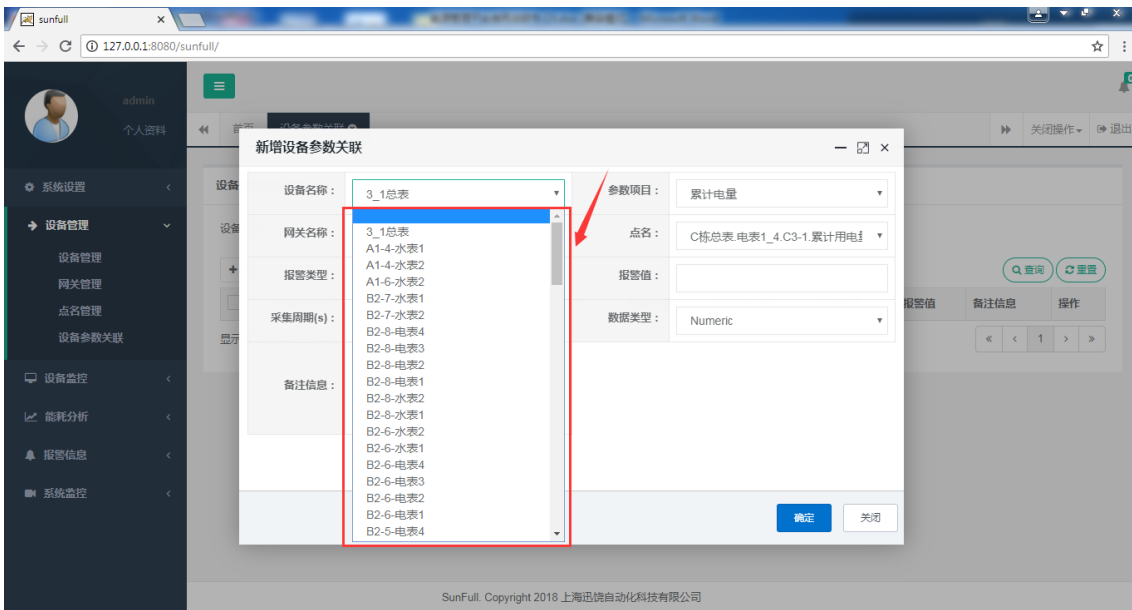 sunfull
127.0.0.1:8080/sunfull/
admin
个人资料
首页
设备参数关联
关闭操作
退出
系统设置
设备管理
设备管理
网关管理
点名管理
设备参数关联
设备监控
能耗分析
报警信息
系统监控
设备
设备
查询
重置
报警值
备注信息
操作
显示
« < 1 > »
新增设备参数关联
设备名称：
3_1总表
参数项目：
累计电量
网关名称：
点名：
C栋总表.电表1_4.C3-1.累计用电量
报警类型：
报警值：
采集周期(s)：
数据类型：
Numeric
备注信息：
3_1总表
A1-4-水表1
A1-4-水表2
A1-6-水表2
B2-7-水表1
B2-7-水表2
B2-8-电表4
B2-8-电表3
B2-8-电表2
B2-8-电表1
B2-8-水表2
B2-8-水表1
B2-6-水表2
B2-6-水表1
B2-6-电表4
B2-6-电表3
B2-6-电表2
B2-6-电表1
B2-5-电表4
确定
关闭
SunFull. Copyright 2018 上海迅饶自动化科技有限公司